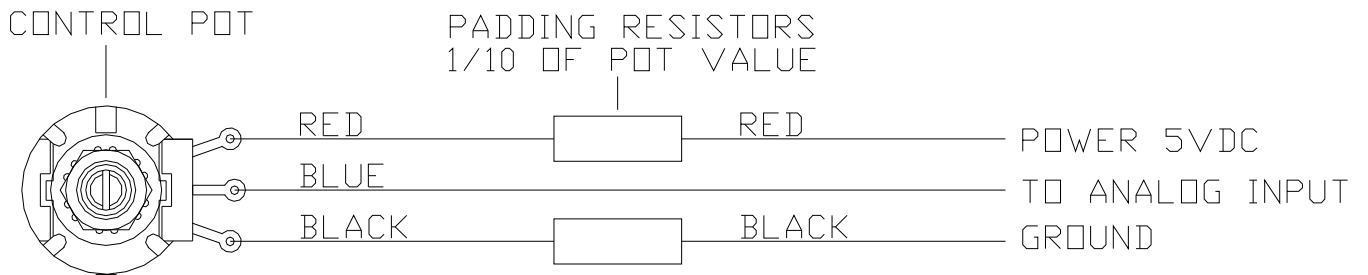 CONTROL POT
PADDING RESISTORS
1/10 OF POT VALUE
RED
RED
POWER 5VDC
BLUE
TO ANALOG INPUT
BLACK
BLACK
GROUND